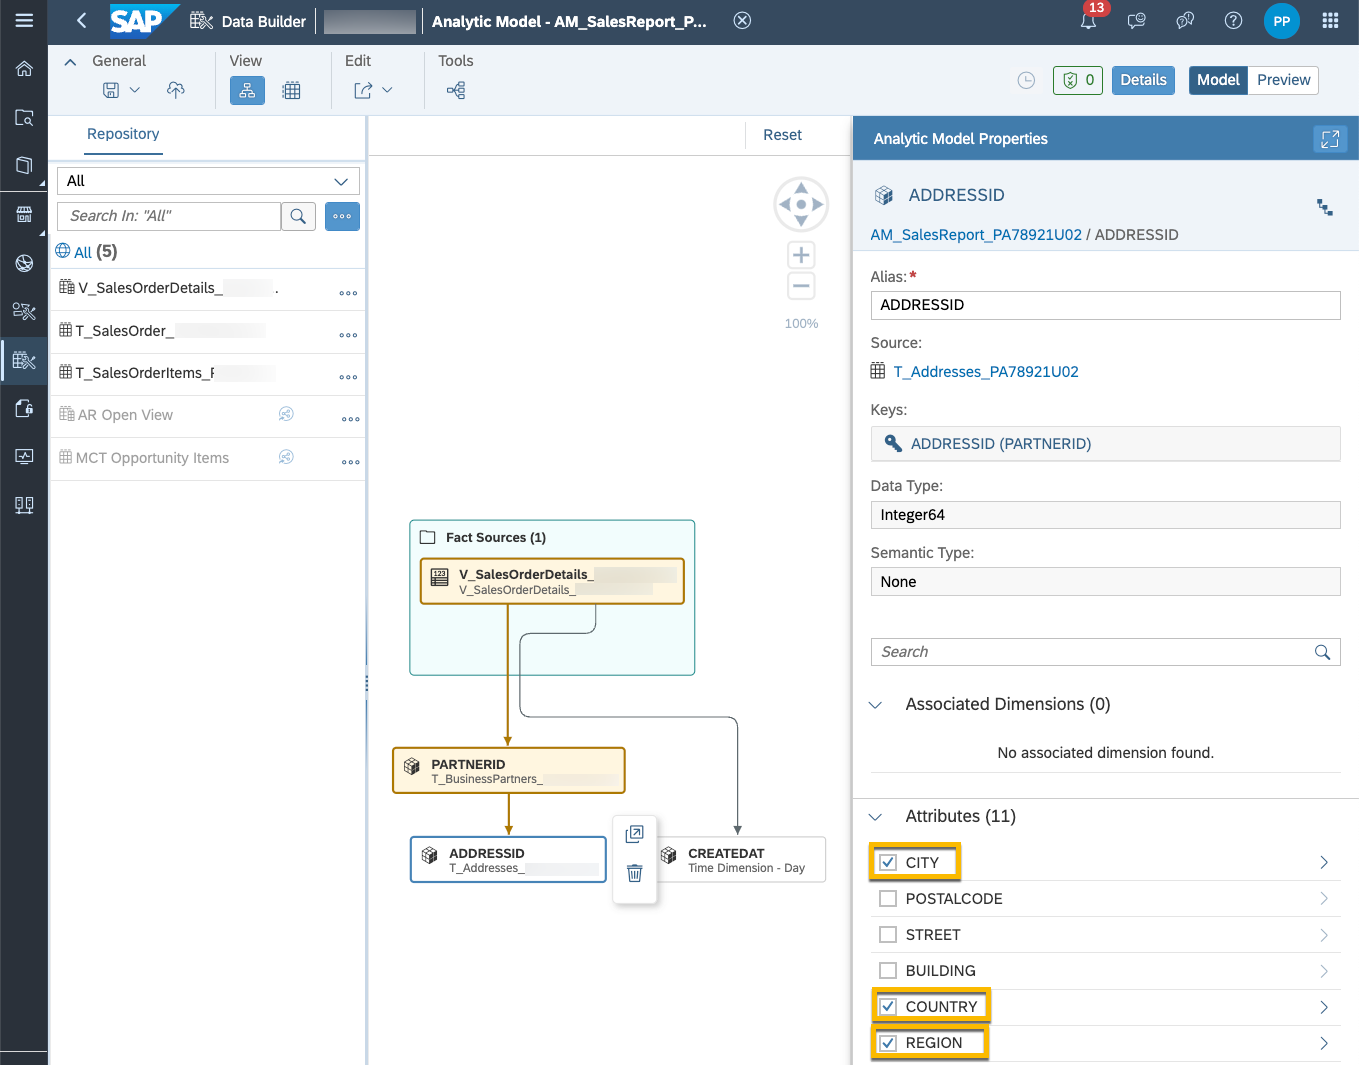 SAP
Data Builder
Analytic Model - AM_SalesReport_P...
13
PP
General
View
Edit
Tools
0
Details
Model
Preview
Repository
Reset
All
Search In: "All"
All (5)
V_SalesOrderDetails_ .
T_SalesOrder_
T_SalesOrderItems_F
AR Open View
MCT Opportunity Items
100%
Fact Sources (1)
123
V_SalesOrderDetails_
V_SalesOrderDetails_
PARTNERID
T_BusinessPartners_
ADDRESSID
T_Addresses_
CREATEDAT
Time Dimension - Day
Analytic Model Properties
ADDRESSID
AM_SalesReport_PA78921U02 / ADDRESSID
Alias:*
ADDRESSID
Source:
T_Addresses_PA78921U02
Keys:
ADDRESSID (PARTNERID)
Data Type:
Integer64
Semantic Type:
None
Search
Associated Dimensions (0)
No associated dimension found.
Attributes (11)
CITY
POSTALCODE
STREET
BUILDING
COUNTRY
REGION